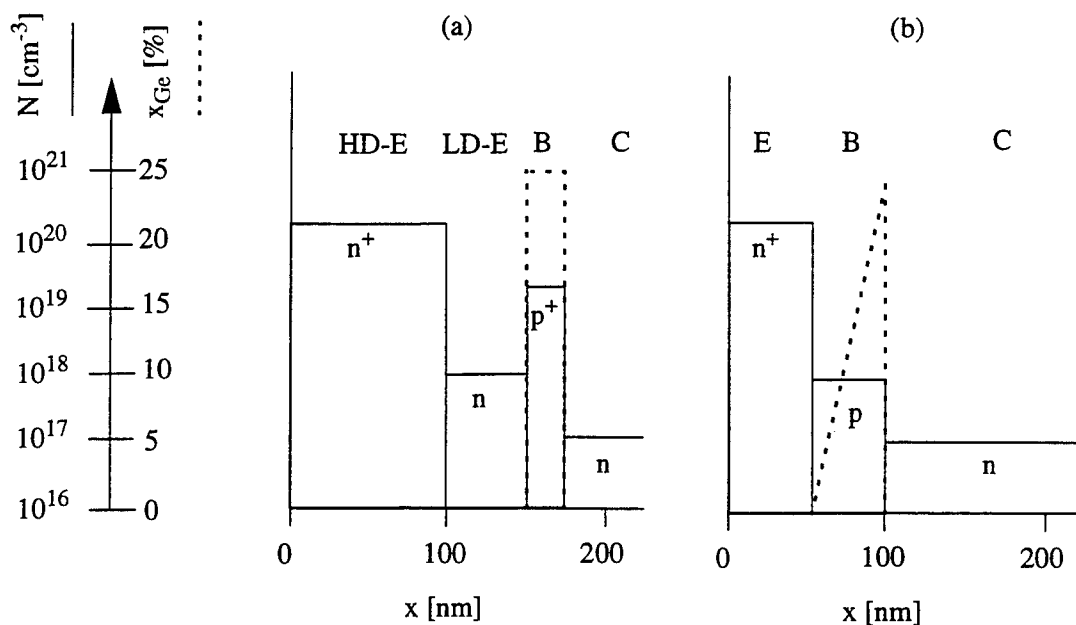 (a)
(b)
N [cm⁻³]
x_Ge [%]
HD-E LD-E B C
E B C
10²¹ 25
10²⁰ 20
10¹⁹ 15
10¹⁸ 10
10¹⁷ 5
10¹⁶ 0
n⁺
p⁺
n
n
n⁺
p
n
0 100 200
x [nm]
0 100 200
x [nm]